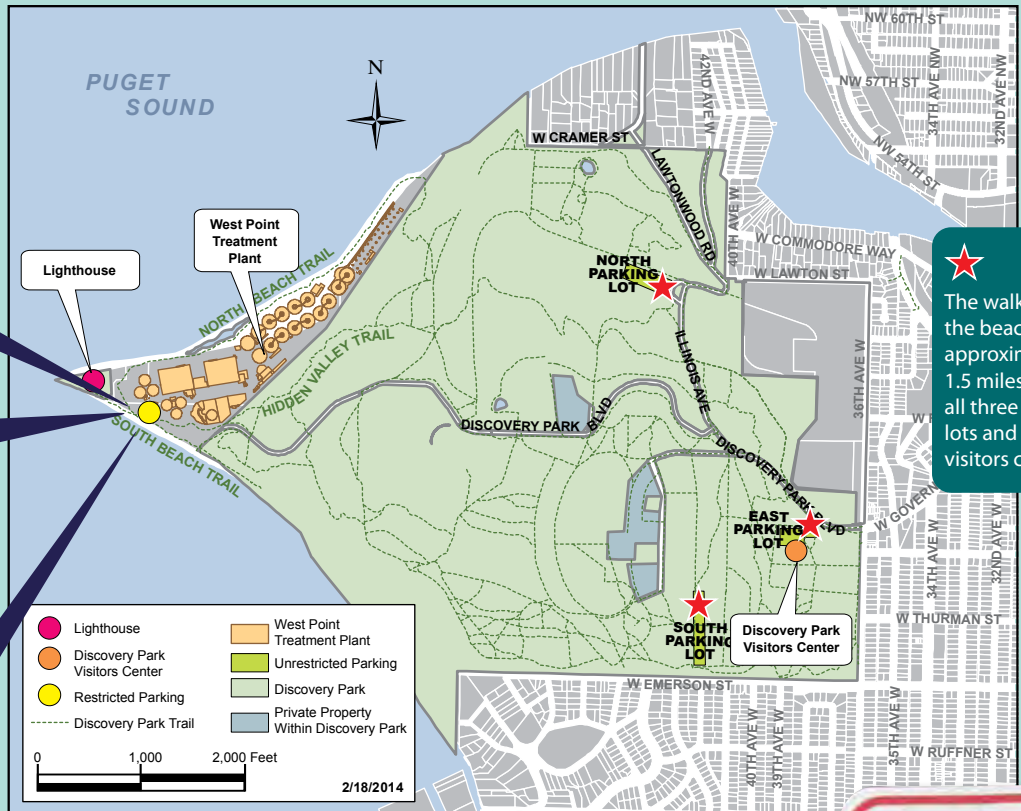 PUGET
SOUND
N
NW 60TH ST
42ND AVE W
NW 57TH ST
34TH AVE NW
32ND AVE NW
W CRAMER ST
NW 54TH ST
LAWTONWOOD RD
40TH AVE W
West Point
Treatment
Plant
W COMMODORE WAY
Lighthouse
NORTH
PARKING
LOT
W LAWTON ST
NORTH BEACH TRAIL
The walk
the beac
approxin
1.5 miles
all three
lots and
visitors c
HIDDEN VALLEY TRAIL
ILLINOIS AVE
36TH AVE W
SOUTH BEACH TRAIL
DISCOVERY PARK BLVD
DISCOVERY PARK BLVD
W GOVERN
EAST
PARKING
LOT
34TH AVE W
32ND AVE W
W THURMAN ST
SOUTH
PARKING
LOT
Discovery Park
Visitors Center
W EMERSON ST
Lighthouse
Discovery Park
Visitors Center
Restricted Parking
Discovery Park Trail
West Point
Treatment Plant
Unrestricted Parking
Discovery Park
Private Property
Within Discovery Park
0 1,000 2,000 Feet
2/18/2014
40TH AVE W
39TH AVE W
35TH AVE W
W RUFFNER ST